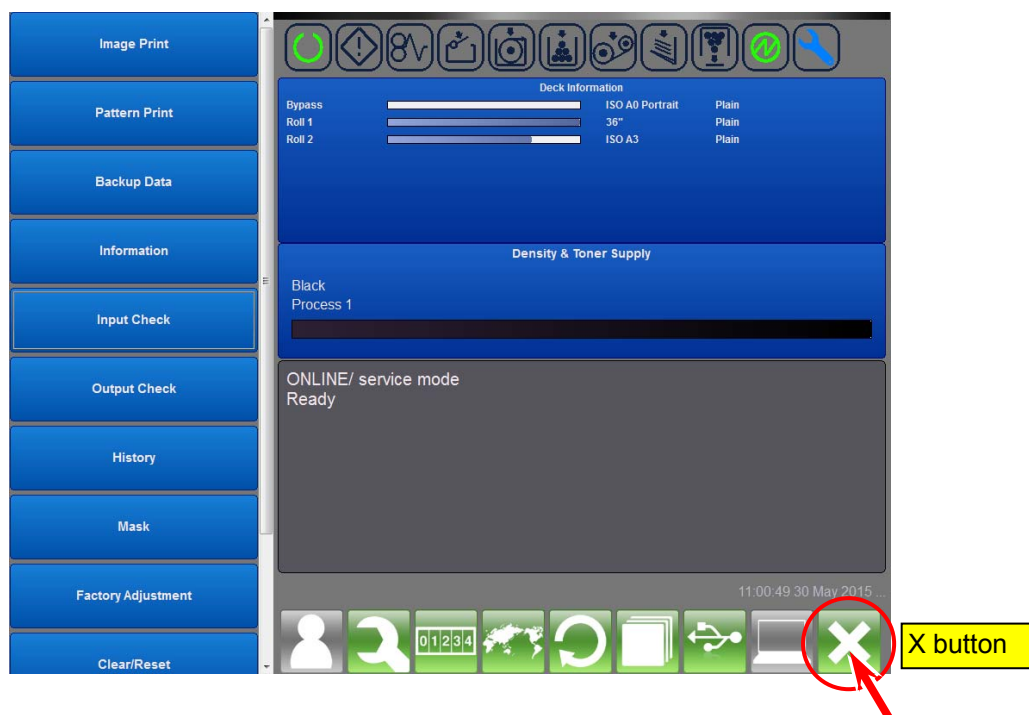 Image Print
Pattern Print
Backup Data
Information
Input Check
Output Check
History
Mask
Factory Adjustment
Clear/Reset
Deck Information
Bypass ISO A0 Portrait Plain
Roll 1 36" Plain
Roll 2 ISO A3 Plain
Density & Toner Supply
Black
Process 1
ONLINE/ service mode
Ready
11:00:49 30 May 2015 ...
01234
X button